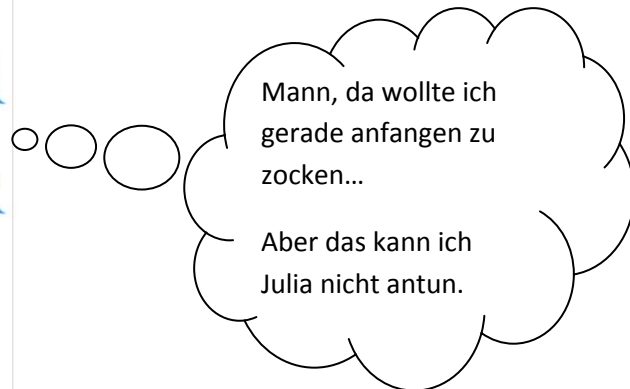 Mann, da wollte ich
gerade anfangen zu
zocken…
Aber das kann ich
Julia nicht antun.